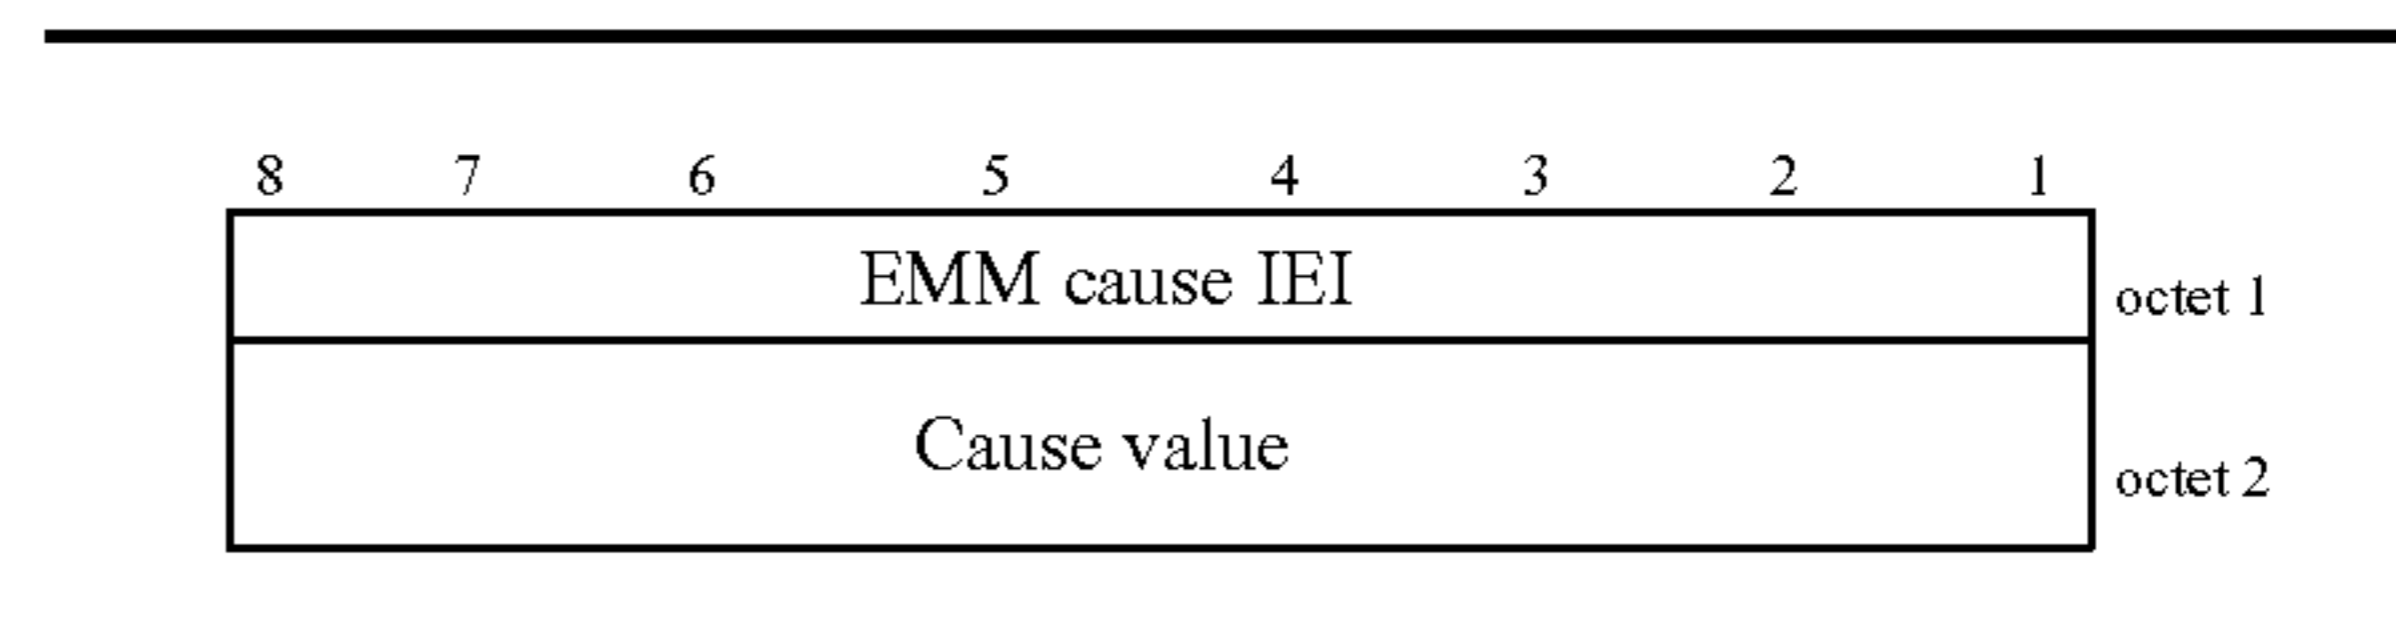 8 7 6 5 4 3 2 1
EMM cause IEI
octet 1
Cause value
octet 2